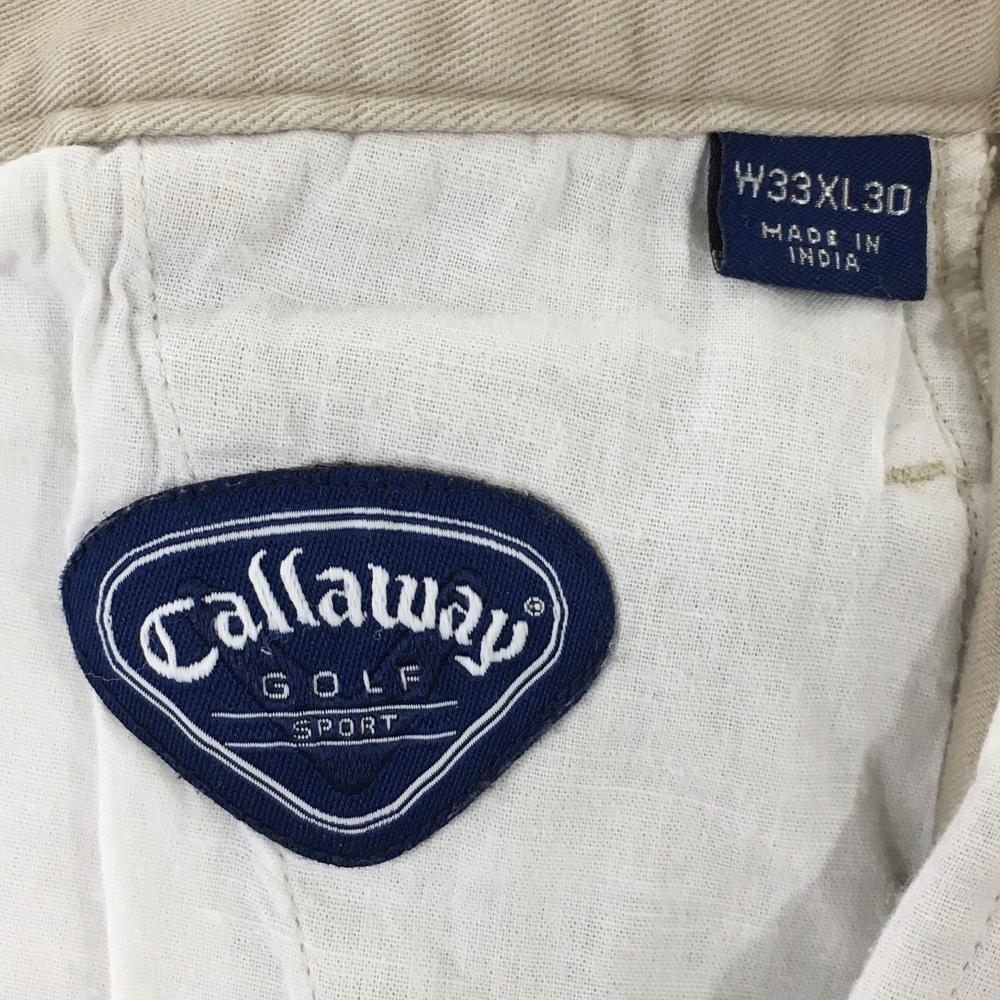 W33XL30
MADE IN
INDIA
Callaway®
GOLF
SPORT